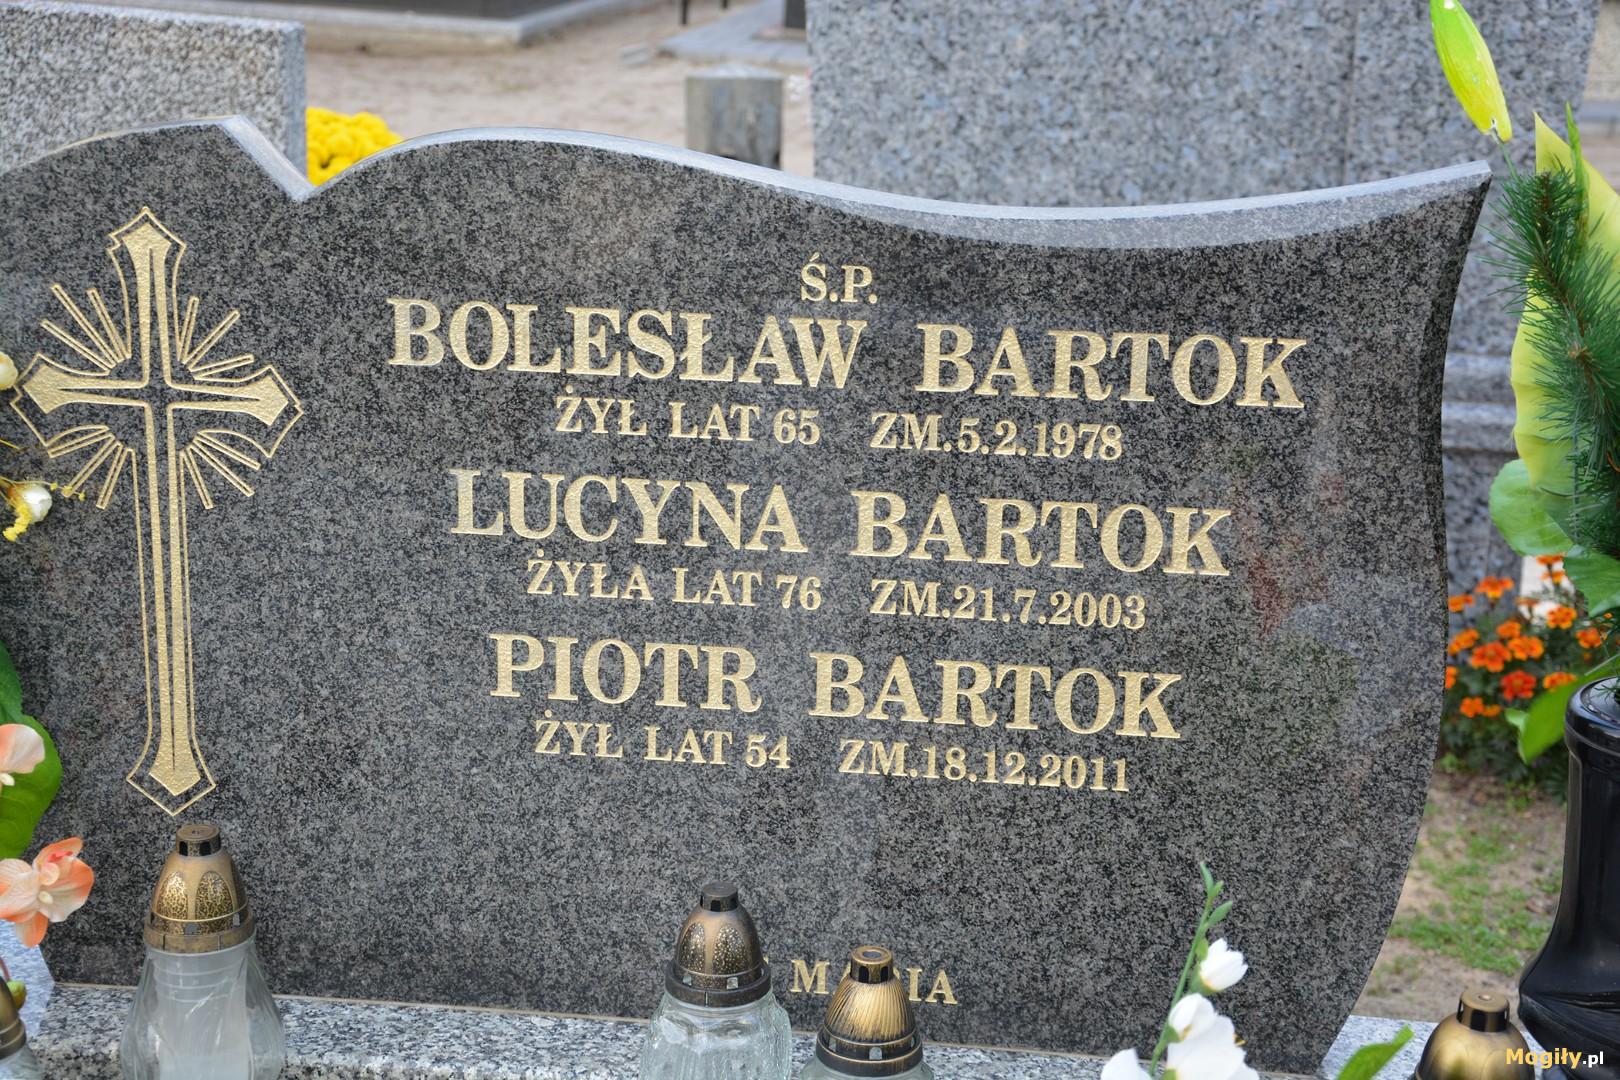 Ś.P.
BOLESŁAW BARTOK
ŻYŁ LAT 65 ZM.5.2.1978
LUCYNA BARTOK
ŻYŁA LAT 76 ZM.21.7.2003
PIOTR BARTOK
ŻYŁ LAT 54 ZM.18.12.2011
Mogiły.pl